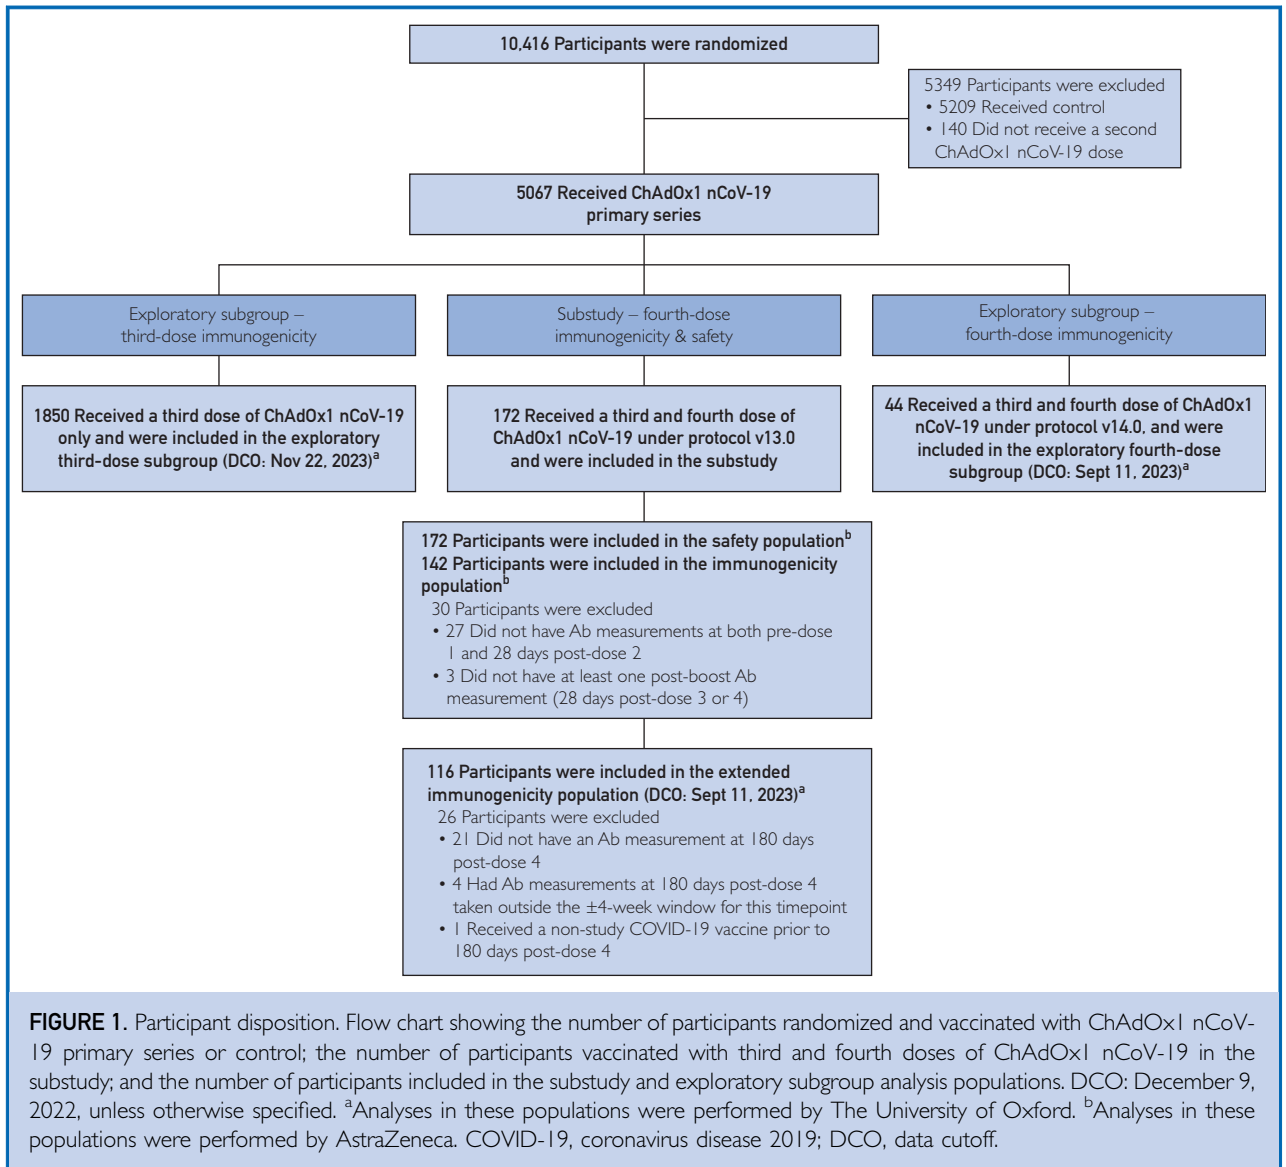 10,416 Participants were randomized
5349 Participants were excluded
• 5209 Received control
• 140 Did not receive a second
ChAdOx1 nCoV-19 dose
5067 Received ChAdOx1 nCoV-19
primary series
Exploratory subgroup –
third-dose immunogenicity
Substudy – fourth-dose
immunogenicity & safety
Exploratory subgroup –
fourth-dose immunogenicity
1850 Received a third dose of ChAdOx1 nCoV-19
only and were included in the exploratory
third-dose subgroup (DCO: Nov 22, 2023)a
172 Received a third and fourth dose of
ChAdOx1 nCoV-19 under protocol v13.0
and were included in the substudy
44 Received a third and fourth dose of ChAdOx1
nCoV-19 under protocol v14.0, and were
included in the exploratory fourth-dose
subgroup (DCO: Sept 11, 2023)a
172 Participants were included in the safety populationb
142 Participants were included in the immunogenicity
populationb
30 Participants were excluded
• 27 Did not have Ab measurements at both pre-dose
1 and 28 days post-dose 2
• 3 Did not have at least one post-boost Ab
measurement (28 days post-dose 3 or 4)
116 Participants were included in the extended
immunogenicity population (DCO: Sept 11, 2023)a
26 Participants were excluded
• 21 Did not have an Ab measurement at 180 days
post-dose 4
• 4 Had Ab measurements at 180 days post-dose 4
taken outside the ±4-week window for this timepoint
• 1 Received a non-study COVID-19 vaccine prior to
180 days post-dose 4
FIGURE 1. Participant disposition. Flow chart showing the number of participants randomized and vaccinated with ChAdOx1 nCoV-
19 primary series or control; the number of participants vaccinated with third and fourth doses of ChAdOx1 nCoV-19 in the
substudy; and the number of participants included in the substudy and exploratory subgroup analysis populations. DCO: December 9,
2022, unless otherwise specified. aAnalyses in these populations were performed by The University of Oxford. bAnalyses in these
populations were performed by AstraZeneca. COVID-19, coronavirus disease 2019; DCO, data cutoff.